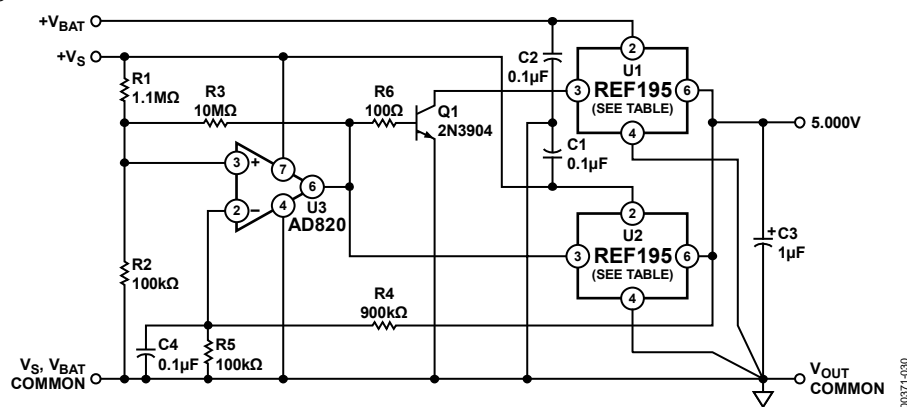 +VBAT
+VS
R1
1.1MΩ
R3
10MΩ
R6
100Ω
Q1
2N3904
C2
0.1µF
2
U1
3
REF195
6
(SEE TABLE)
4
5.000V
C1
0.1µF
3
+
7
6
2
–
4
U3
AD820
2
U2
3
REF195
6
(SEE TABLE)
4
+
C3
1µF
R2
100kΩ
R4
900kΩ
C4
0.1µF
R5
100kΩ
VS, VBAT
COMMON
VOUT
COMMON
00371-030